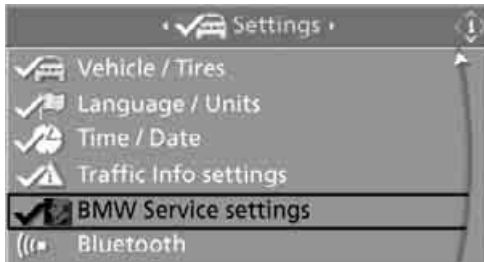 Settings
Vehicle / Tires
Language / Units
Time / Date
Traffic Info settings
BMW Service settings
Bluetooth